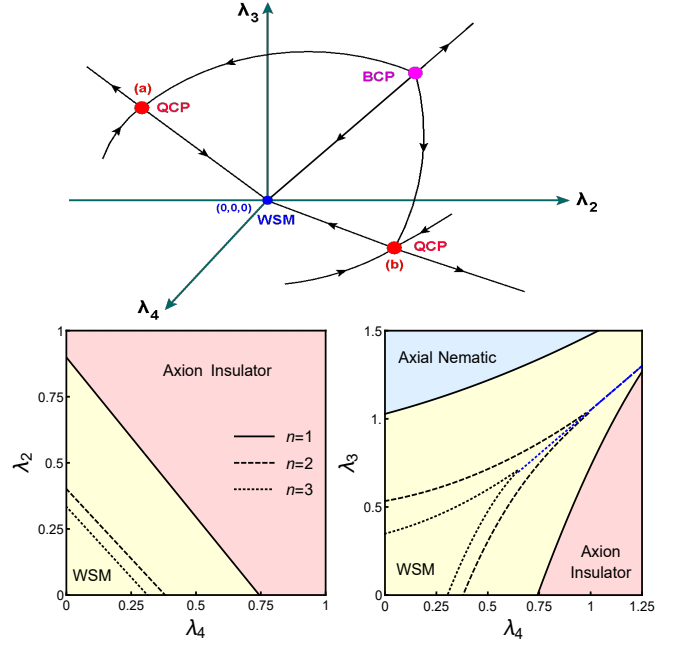 λ3
BCP
(a)
QCP
(0,0,0)
WSM
λ2
QCP
(b)
λ4
1
0.75
0.5
0.25
0
λ2
Axion Insulator
n=1
n=2
n=3
WSM
0 0.25 0.5 0.75 1
λ4
1.5
1.
0.5
0
λ3
Axial Nematic
WSM
Axion
Insulator
0 0.25 0.5 0.75 1 1.25
λ4